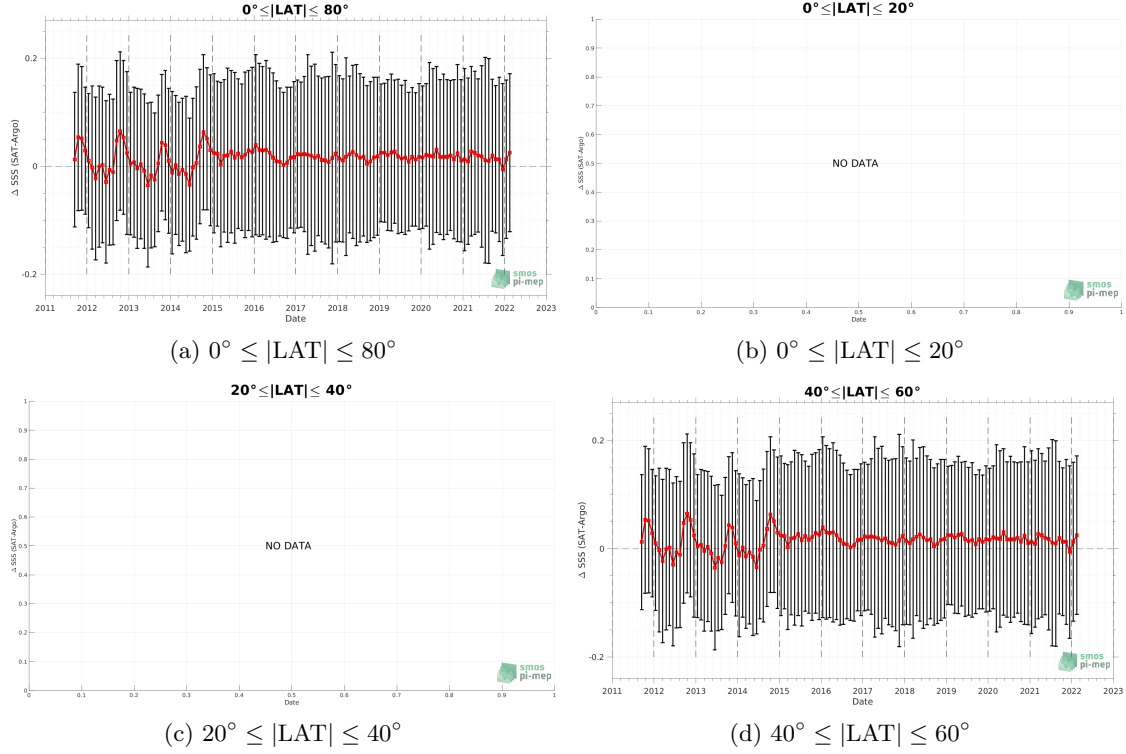 0°≤|LAT|≤ 80°
Δ SSS (SAT-Argo)
0.2
0
-0.2
2011 2012 2013 2014 2015 2016 2017 2018 2019 2020 2021 2022 2023
Date
smos
pi-mep
(a) 0° ≤ |LAT| ≤ 80°
0°≤|LAT|≤ 20°
Δ SSS (SAT-Argo)
1
0.9
0.8
0.7
0.6
0.5
0.4
0.3
0.2
0.1
0
NO DATA
0 0.1 0.2 0.3 0.4 0.5 0.6 0.7 0.8 0.9 1
Date
smos
pi-mep
(b) 0° ≤ |LAT| ≤ 20°
20°≤|LAT|≤ 40°
Δ SSS (SAT-Argo)
1
0.9
0.8
0.7
0.6
0.5
0.4
0.3
0.2
0.1
0
NO DATA
0 0.1 0.2 0.3 0.4 0.5 0.6 0.7 0.8 0.9 1
Date
smos
pi-mep
(c) 20° ≤ |LAT| ≤ 40°
40°≤|LAT|≤ 60°
Δ SSS (SAT-Argo)
0.2
0
-0.2
2011 2012 2013 2014 2015 2016 2017 2018 2019 2020 2021 2022 2023
Date
smos
pi-mep
(d) 40° ≤ |LAT| ≤ 60°